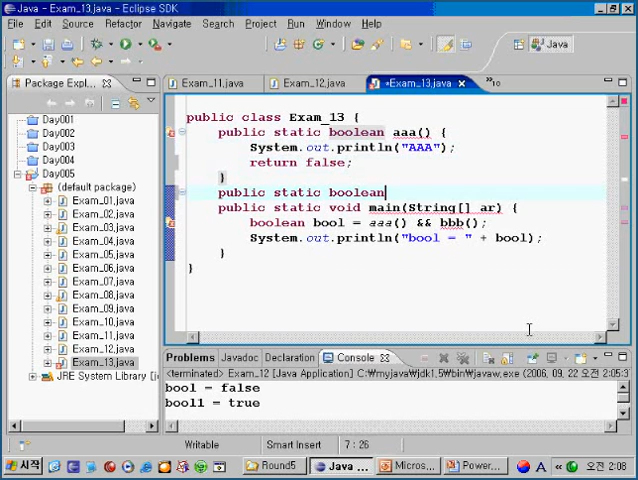 Java - Exam_13.java - Eclipse SDK
File Edit Source Refactor Navigate Search Project Run Window Help
Java
Package Expl...
Exam_11.java Exam_12.java *Exam_13.java »10
Day001
Day002
Day003
Day004
Day005
(default package)
Exam_01.java
Exam_02.java
Exam_03.java
Exam_04.java
Exam_05.java
Exam_06.java
Exam_07.java
Exam_08.java
Exam_09.java
Exam_10.java
Exam_11.java
Exam_12.java
Exam_13.java
JRE System Library [jav
public class Exam_13 {
public static boolean aaa() {
System.out.println("AAA");
return false;
}
public static boolean
public static void main(String[] ar) {
boolean bool = aaa() && bbb();
System.out.println("bool = " + bool);
}
}
Problems Javadoc Declaration Console
<terminated> Exam_12 [Java Application] C:₩myjava₩jdk1,5₩bin₩javaw,exe (2006, 09, 22 오전 2:05:3
bool = false
bool1 = true
Writable Smart Insert 7 : 26
시작 Round5 Java ... Micros... Power... A 오전 2:08